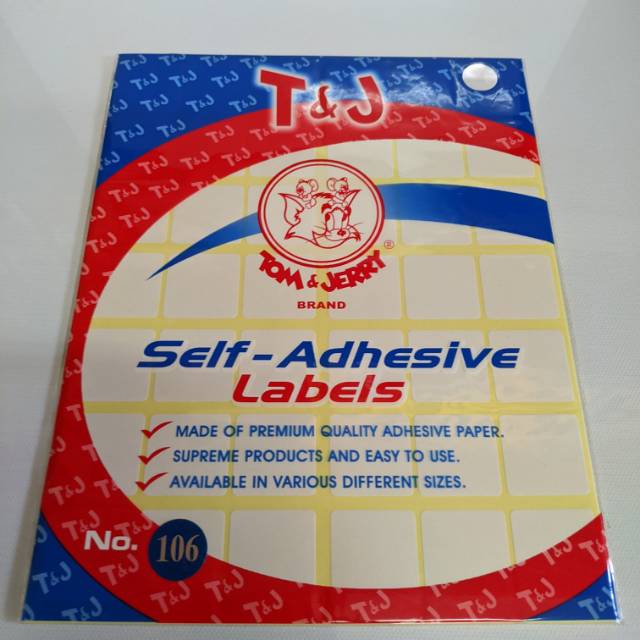 T&J
TOM & JERRY ®
BRAND
Self-Adhesive
Labels
MADE OF PREMIUM QUALITY ADHESIVE PAPER.
SUPREME PRODUCTS AND EASY TO USE.
AVAILABLE IN VARIOUS DIFFERENT SIZES.
No. 106